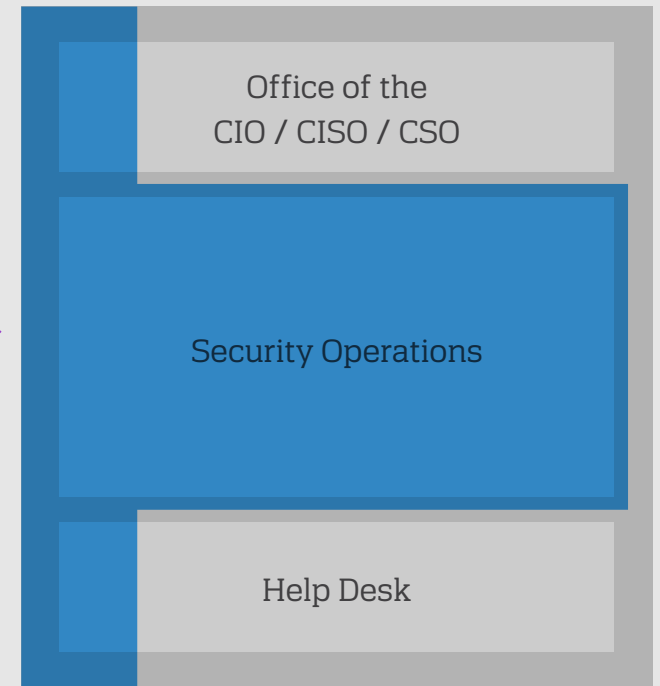 Office of the
CIO / CISO / CSO
Security Operations
Help Desk